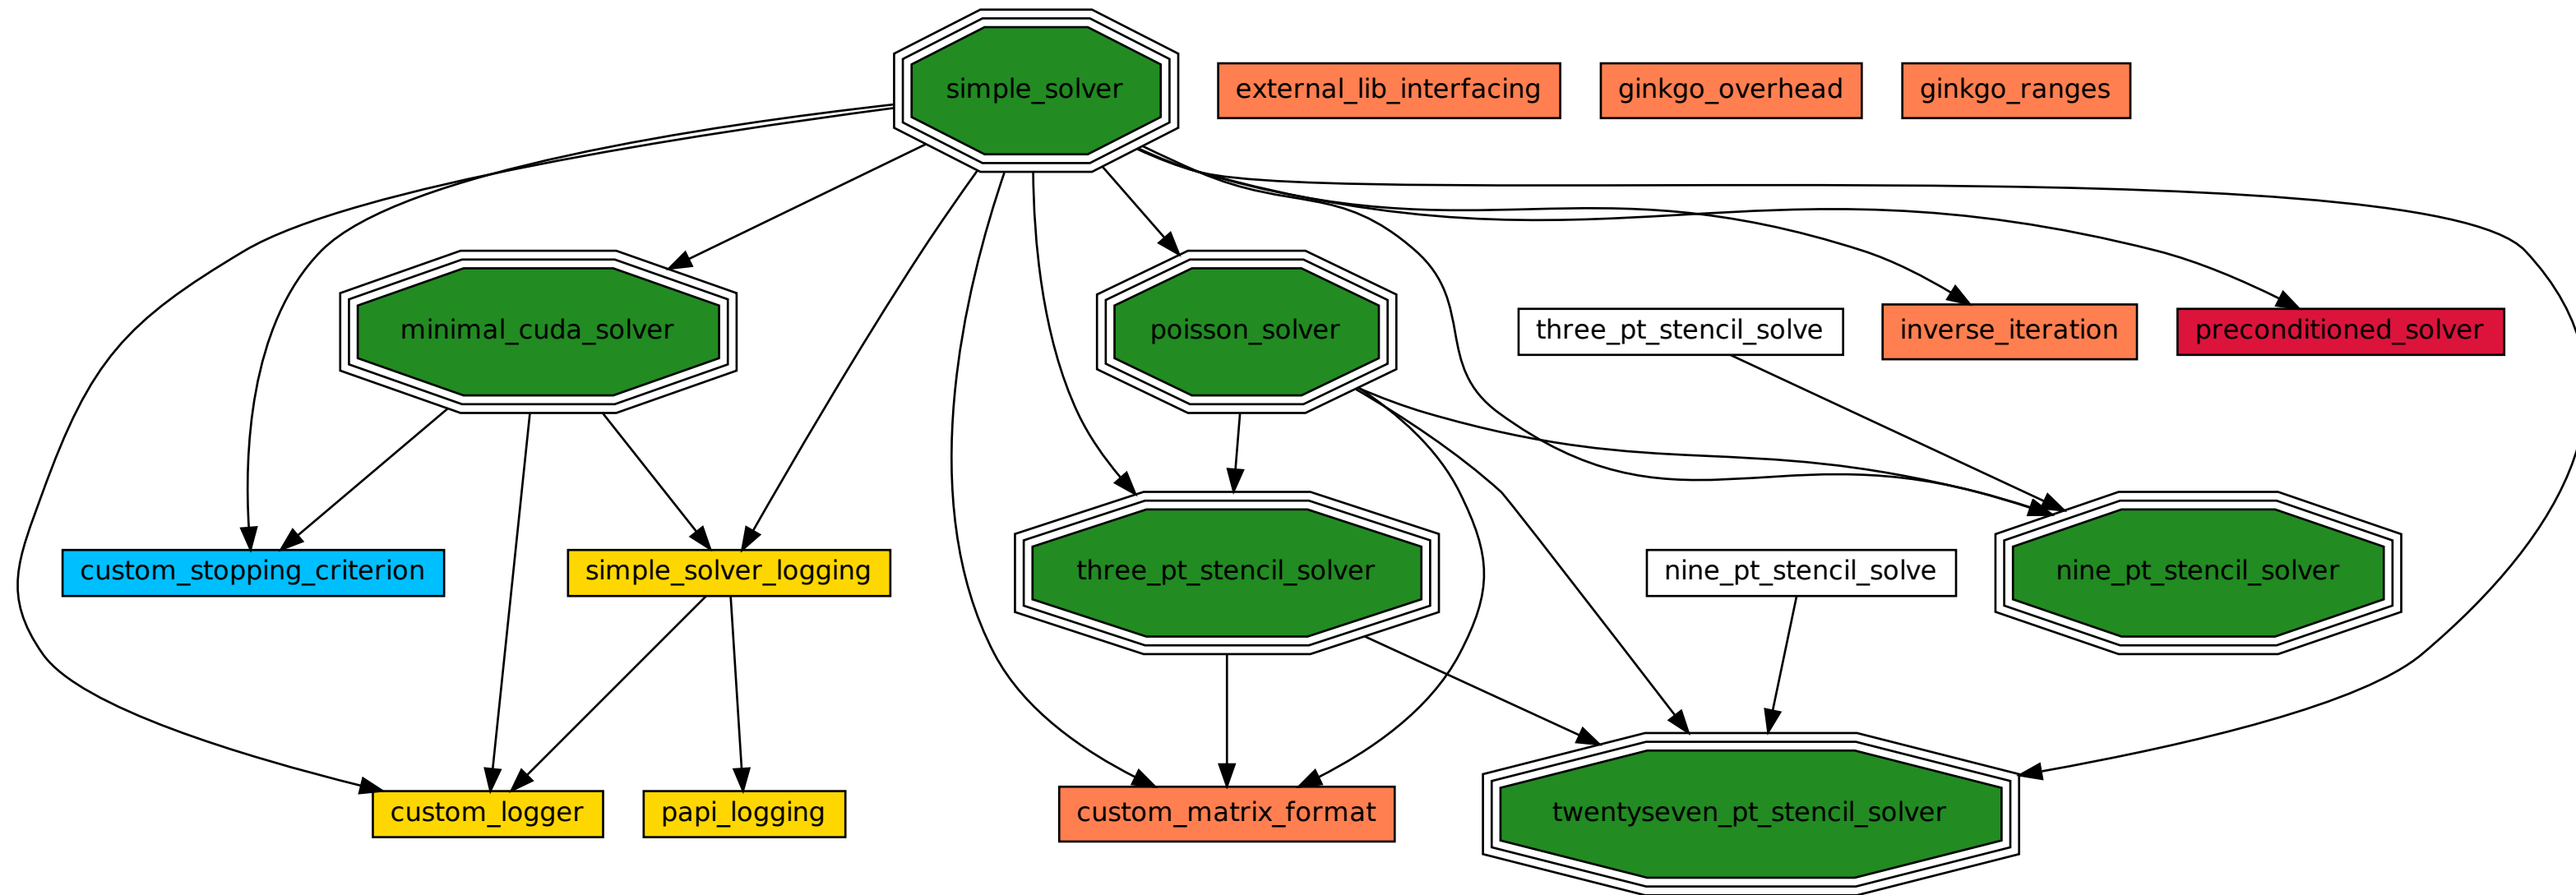 simple_solver
external_lib_interfacing
ginkgo_overhead
ginkgo_ranges
minimal_cuda_solver
poisson_solver
three_pt_stencil_solve
inverse_iteration
preconditioned_solver
custom_stopping_criterion
simple_solver_logging
three_pt_stencil_solver
nine_pt_stencil_solve
nine_pt_stencil_solver
custom_logger
papi_logging
custom_matrix_format
twentyseven_pt_stencil_solver